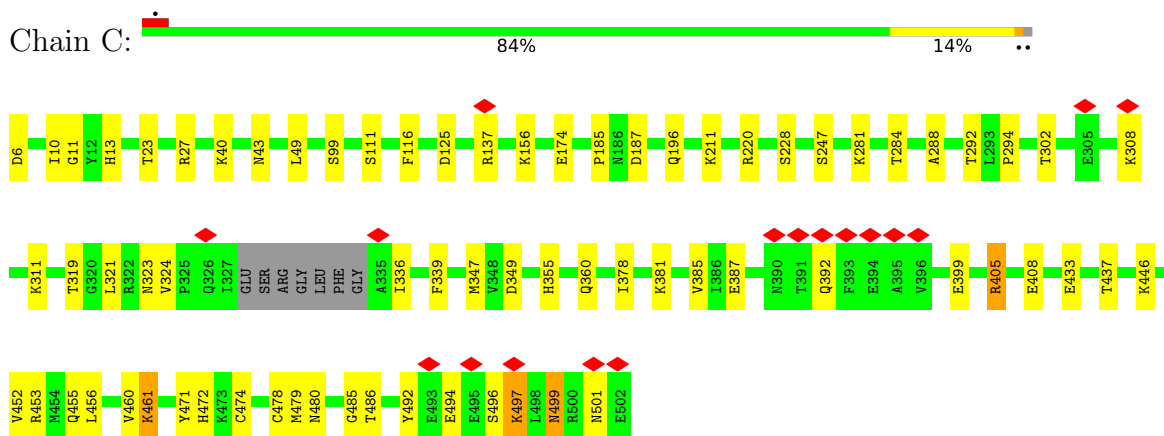 •
Chain C:
84% 14% ••
D6 I10 G11 Y12 H13 T23 R27 K40 N43 L49 S99 S111 F116 D125 R137 K156 E174 P185 N186 D187 Q196 K211 R220 S228 S247 K281 T284 A288 T292 L293 P294 T302 E305 K308
K311 T319 G320 L321 R322 N323 V324 P325 Q326 I327 GLU SER ARG GLY LEU PHE GLY A335 I336 F339 M347 V348 D349 H355 Q360 I378 K381 V385 I386 E387 N390 T391 Q392 F393 E394 A395 V396 E399 R405 E408 E433 T437 K446
V452 R453 M454 Q455 L456 V460 K461 Y471 H472 K473 C474 C478 M479 N480 G485 T486 Y492 E493 E494 E495 S496 K497 L498 N499 R500 N501 E502